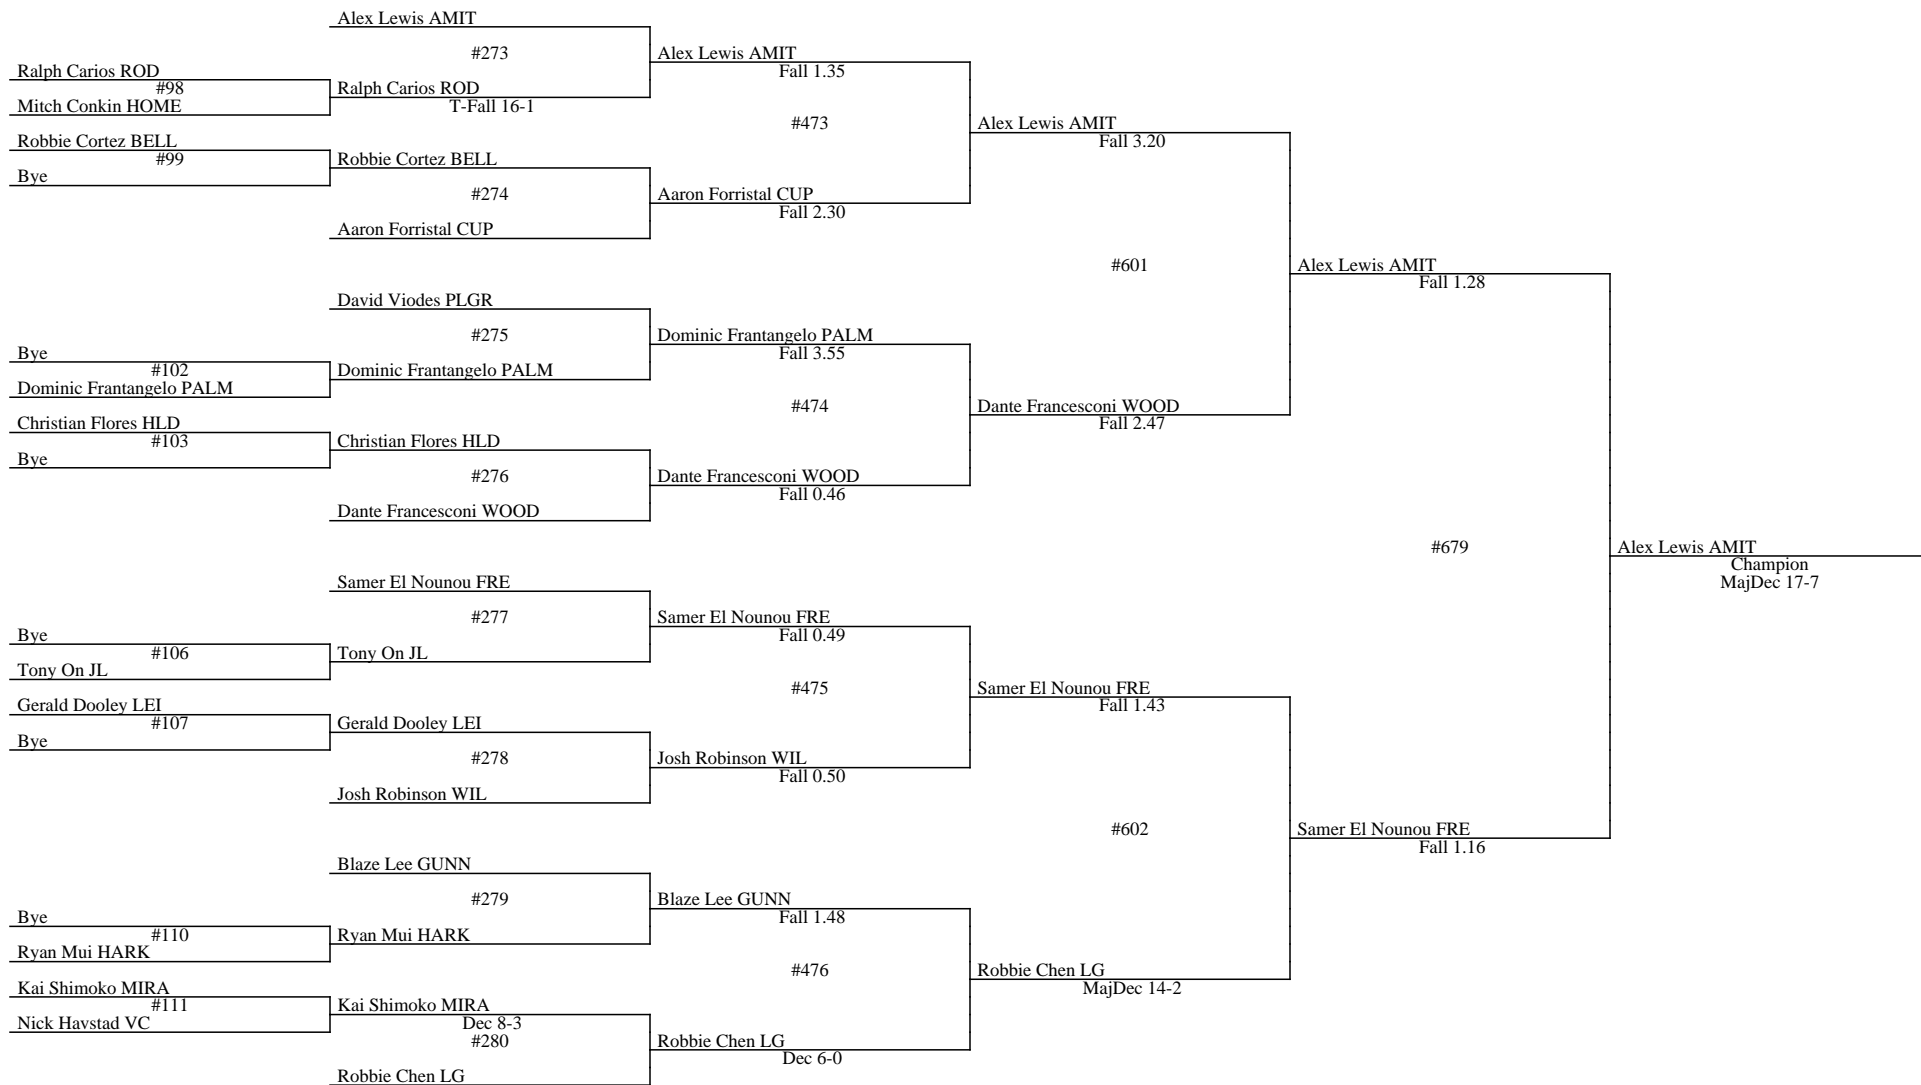 Alex Lewis AMIT
#273
Alex Lewis AMIT
Fall 1.35
Ralph Carios ROD
#98
Ralph Carios ROD
T-Fall 16-1
Mitch Conkin HOME
#473
Alex Lewis AMIT
Fall 3.20
Robbie Cortez BELL
#99
Robbie Cortez BELL
Bye
#274
Aaron Forristal CUP
Fall 2.30
Aaron Forristal CUP
#601
Alex Lewis AMIT
Fall 1.28
David Viodes PLGR
#275
Dominic Frantangelo PALM
Fall 3.55
Bye
#102
Dominic Frantangelo PALM
Dominic Frantangelo PALM
#474
Dante Francesconi WOOD
Fall 2.47
Christian Flores HLD
#103
Christian Flores HLD
Bye
#276
Dante Francesconi WOOD
Fall 0.46
Dante Francesconi WOOD
#679
Alex Lewis AMIT
Champion
MajDec 17-7
Samer El Nounou FRE
#277
Samer El Nounou FRE
Fall 0.49
Bye
#106
Tony On JL
Tony On JL
#475
Samer El Nounou FRE
Fall 1.43
Gerald Dooley LEI
#107
Gerald Dooley LEI
Bye
#278
Josh Robinson WIL
Fall 0.50
Josh Robinson WIL
#602
Samer El Nounou FRE
Fall 1.16
Blaze Lee GUNN
#279
Blaze Lee GUNN
Fall 1.48
Bye
#110
Ryan Mui HARK
Ryan Mui HARK
#476
Robbie Chen LG
MajDec 14-2
Kai Shimoko MIRA
#111
Kai Shimoko MIRA
Dec 8-3
Nick Havstad VC
#280
Robbie Chen LG
Dec 6-0
Robbie Chen LG